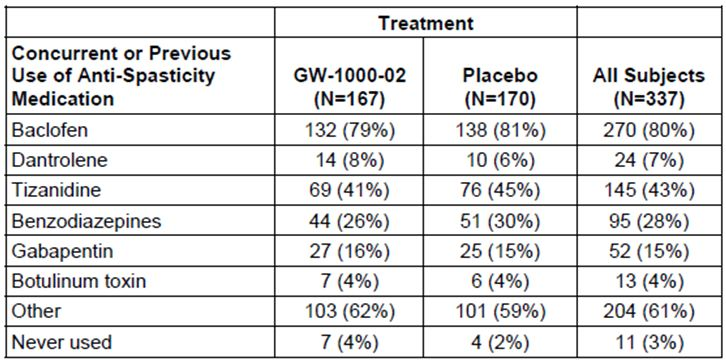 Treatment
Concurrent or Previous
Use of Anti-Spasticity
Medication
GW-1000-02
(N=167)
Placebo
(N=170)
All Subjects
(N=337)
Baclofen 132 (79%) 138 (81%) 270 (80%)
Dantrolene 14 (8%) 10 (6%) 24 (7%)
Tizanidine 69 (41%) 76 (45%) 145 (43%)
Benzodiazepines 44 (26%) 51 (30%) 95 (28%)
Gabapentin 27 (16%) 25 (15%) 52 (15%)
Botulinum toxin 7 (4%) 6 (4%) 13 (4%)
Other 103 (62%) 101 (59%) 204 (61%)
Never used 7 (4%) 4 (2%) 11 (3%)